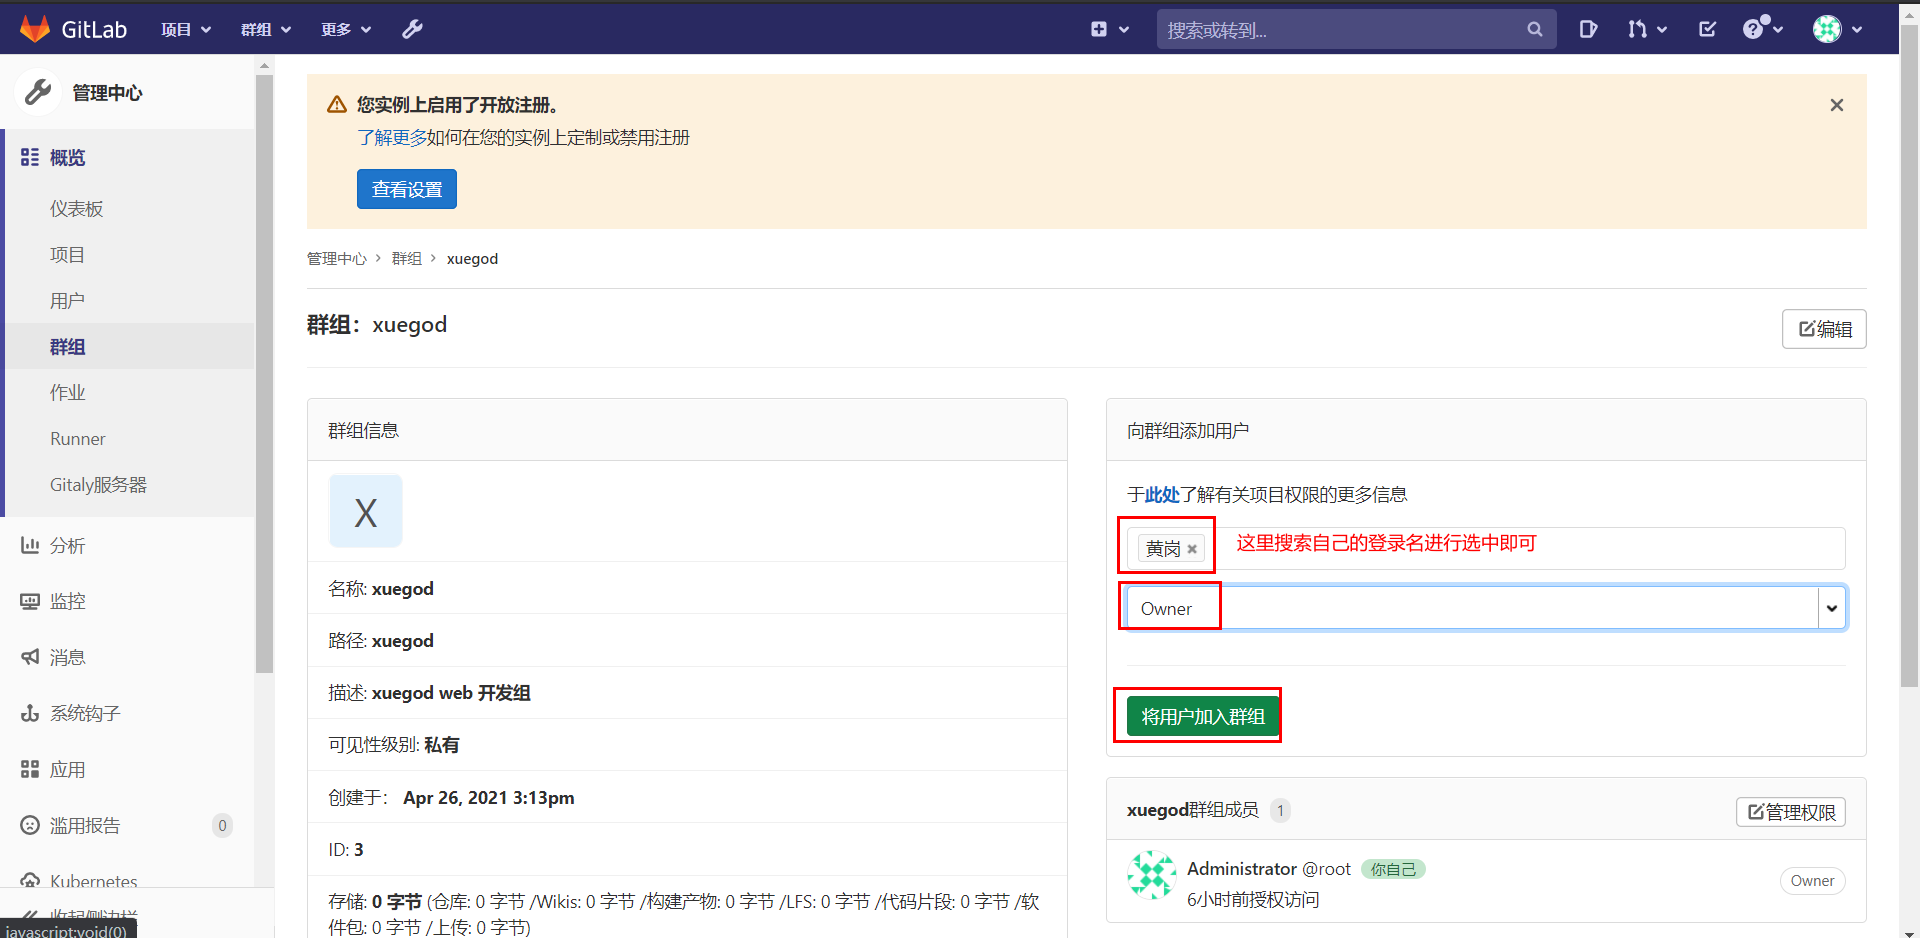 GitLab 项目 群组 更多 搜索或转到...
管理中心
概览
仪表板
项目
用户
群组
作业
Runner
Gitaly服务器
分析
监控
消息
系统钩子
应用
滥用报告 0
Kubernetes
收起侧边栏
javascript:void(0)
您实例上启用了开放注册。
了解更多如何在您的实例上定制或禁用注册
查看设置
管理中心 › 群组 › xuegod
群组：xuegod
编辑
群组信息
X
名称: xuegod
路径: xuegod
描述: xuegod web 开发组
可见性级别: 私有
创建于： Apr 26, 2021 3:13pm
ID: 3
存储: 0 字节 (仓库: 0 字节 /Wikis: 0 字节 /构建产物: 0 字节 /LFS: 0 字节 /代码片段: 0 字节 /软
件包: 0 字节 /上传: 0 字节)
向群组添加用户
于此处了解有关项目权限的更多信息
黄岗 × 这里搜索自己的登录名进行选中即可
Owner
将用户加入群组
xuegod群组成员 1
管理权限
Administrator @root 你自己
6小时前授权访问
Owner